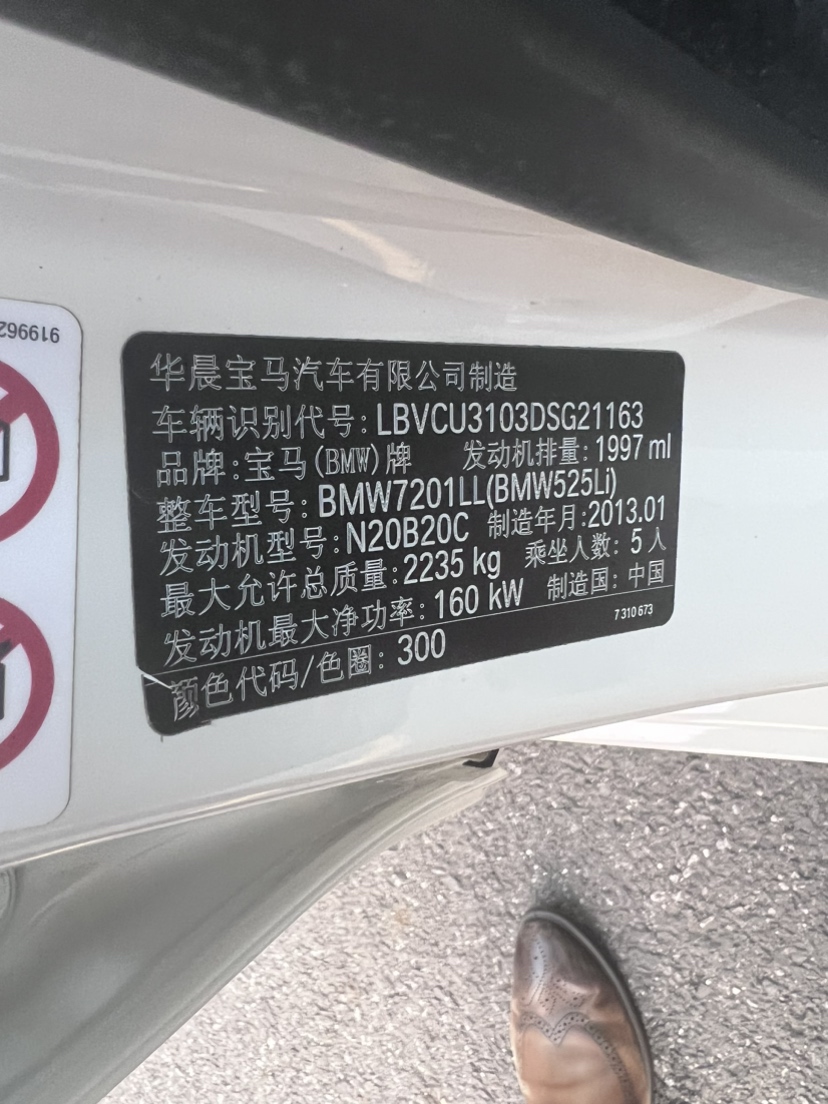 9199962
华晨宝马汽车有限公司制造
车辆识别代号: LBVCU3103DSG21163
品牌:宝马(BMW)牌 发动机排量: 1997 ml
整车型号: BMW7201LL(BMW525Li)
发动机型号: N20B20C 制造年月:2013.01
最大允许总质量: 2235 kg 乘坐人数: 5 人
发动机最大净功率: 160 kW 制造国: 中国
7 310 673
颜色代码/色圈: 300